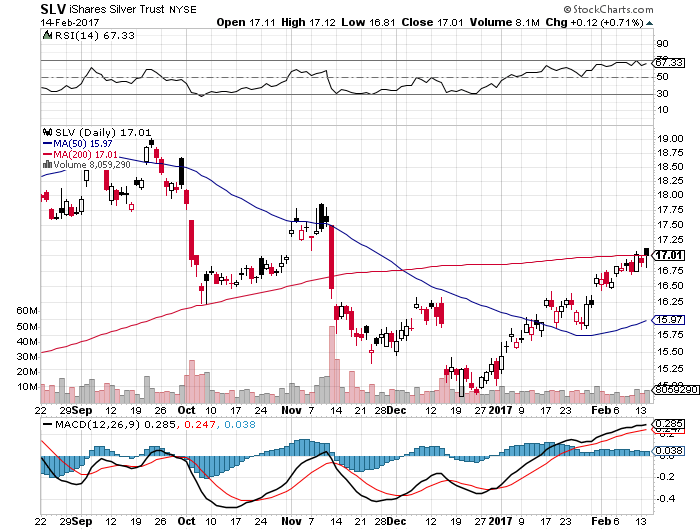 SLV iShares Silver Trust NYSE © StockCharts.com
14-Feb-2017 Open 17.11 High 17.12 Low 16.81 Close 17.01 Volume 8.1M Chg +0.12 (+0.71%)
RSI(14) 67.33
90
70
67.33
50
30
10
SLV (Daily) 17.01
MA(50) 15.97
MA(200) 17.01
Volume 8,059,290
19.00
18.75
18.50
18.25
18.00
17.75
17.50
17.25
17.01
16.75
16.50
16.25
15.97
15.75
15.50
15.25
60M
50M
40M
30M
20M
10M
8059290
22 29 Sep 12 19 26 Oct 10 17 24 Nov 7 14 21 28 Dec 12 19 27 2017 9 17 23 Feb 6 13
MACD(12,26,9) 0.285, 0.247, 0.038
0.285
0.247
0.2
0.038
-0.2
-0.4
22 29 Sep 12 19 26 Oct 10 17 24 Nov 7 14 21 28 Dec 12 19 27 2017 9 17 23 Feb 6 13